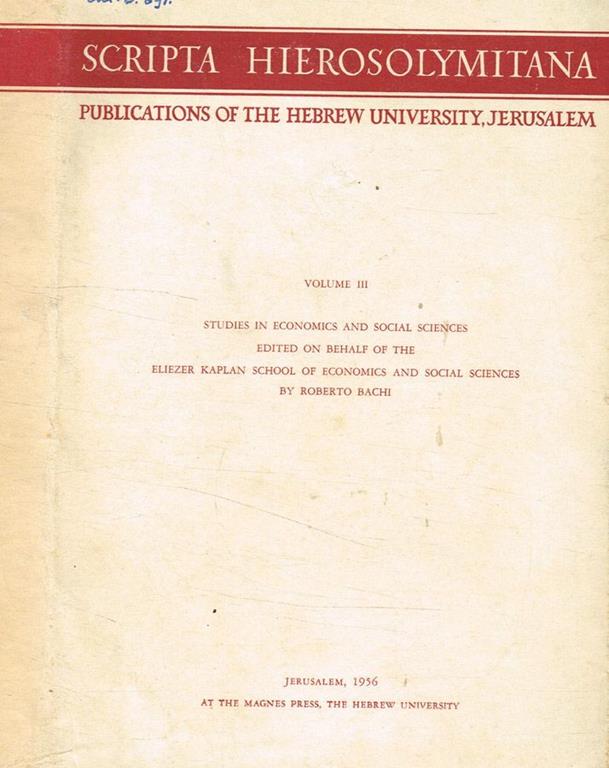 SCRIPTA HIEROSOLYMITANA
PUBLICATIONS OF THE HEBREW UNIVERSITY, JERUSALEM
VOLUME III
STUDIES IN ECONOMICS AND SOCIAL SCIENCES
EDITED ON BEHALF OF THE
ELIEZER KAPLAN SCHOOL OF ECONOMICS AND SOCIAL SCIENCES
BY ROBERTO BACHI
JERUSALEM, 1956
AT THE MAGNES PRESS, THE HEBREW UNIVERSITY